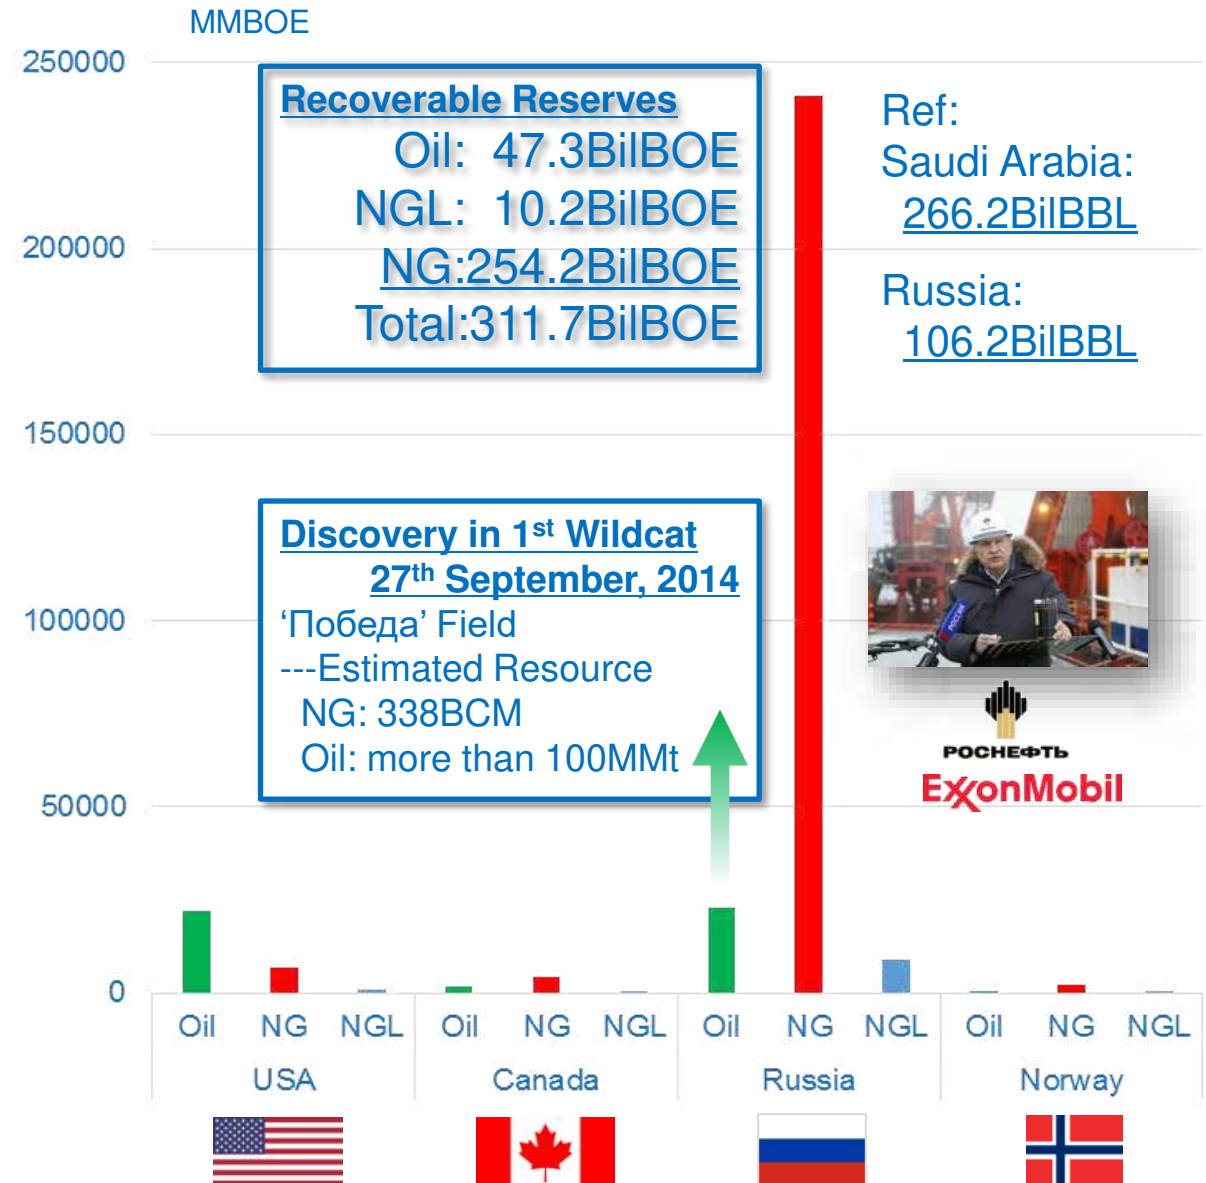 MMBOE
250000
200000
150000
100000
50000
0
Recoverable Reserves
Oil: 47.3BilBOE
NGL: 10.2BilBOE
NG:254.2BilBOE
Total:311.7BilBOE
Ref:
Saudi Arabia:
266.2BilBBL
Russia:
106.2BilBBL
Discovery in 1st Wildcat
27th September, 2014
‘Победа’ Field
---Estimated Resource
NG: 338BCM
Oil: more than 100MMt
РОССИЯ
РОСНЕФТЬ
ExxonMobil
Oil NG NGL Oil NG NGL Oil NG NGL Oil NG NGL
USA Canada Russia Norway